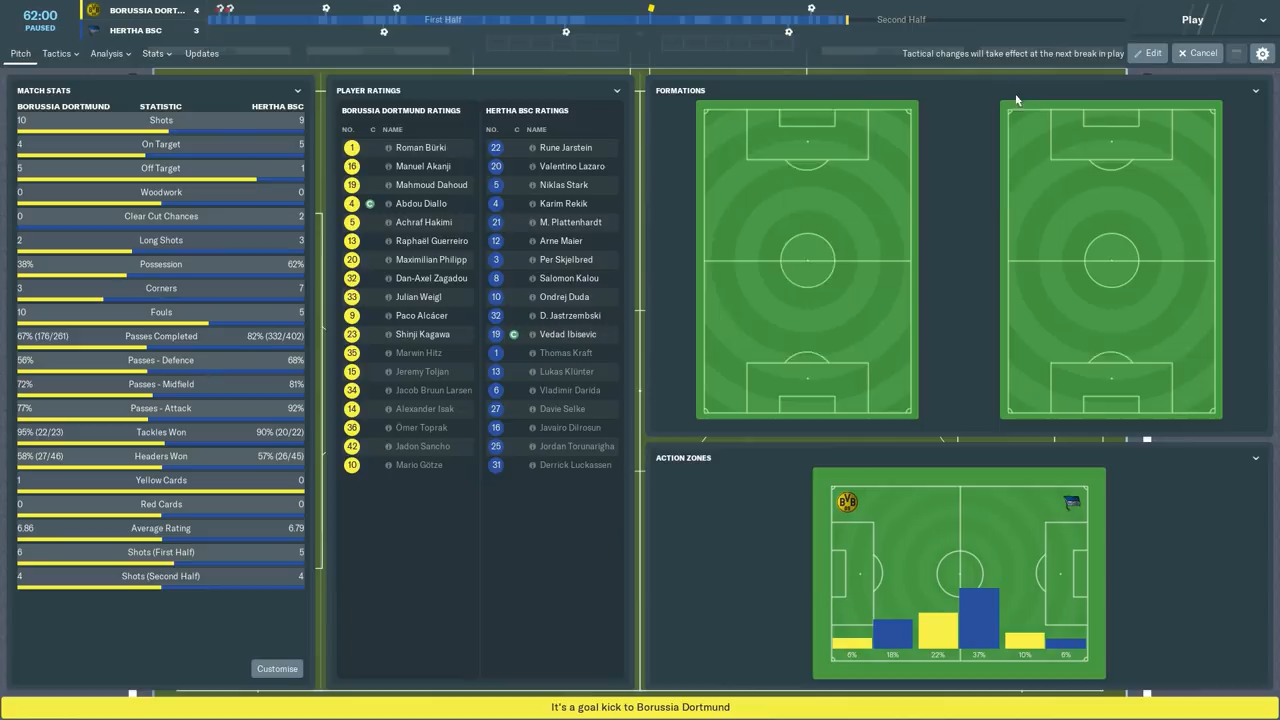 62:00
PAUSED
BORUSSIA DORT... 4
HERTHA BSC 3
First Half
Second Half
Play
Pitch Tactics Analysis Stats Updates
Tactical changes will take effect at the next break in play Edit Cancel
MATCH STATS
BORUSSIA DORTMUND STATISTIC HERTHA BSC
10 Shots 9
4 On Target 5
5 Off Target 1
0 Woodwork 0
0 Clear Cut Chances 2
2 Long Shots 3
38% Possession 62%
3 Corners 7
10 Fouls 5
67% (176/261) Passes Completed 82% (332/402)
56% Passes - Defence 68%
72% Passes - Midfield 81%
77% Passes - Attack 92%
95% (22/23) Tackles Won 90% (20/22)
58% (27/46) Headers Won 57% (26/45)
1 Yellow Cards 0
0 Red Cards 0
6.86 Average Rating 6.79
6 Shots (First Half) 5
4 Shots (Second Half) 4
Customise
PLAYER RATINGS
BORUSSIA DORTMUND RATINGS
NO. C NAME
1 Roman Bürki
16 Manuel Akanji
19 Mahmoud Dahoud
4 C Abdou Diallo
5 Achraf Hakimi
13 Raphaël Guerreiro
20 Maximilian Philipp
32 Dan-Axel Zagadou
33 Julian Weigl
9 Paco Alcácer
23 Shinji Kagawa
35 Marwin Hitz
15 Jeremy Toljan
34 Jacob Bruun Larsen
14 Alexander Isak
36 Ömer Toprak
42 Jadon Sancho
10 Mario Götze
HERTHA BSC RATINGS
NO. C NAME
22 Rune Jarstein
20 Valentino Lazaro
5 Niklas Stark
4 Karim Rekik
21 M. Plattenhardt
12 Arne Maier
3 Per Skjelbred
8 Salomon Kalou
10 Ondrej Duda
32 D. Jastrzembski
19 C Vedad Ibisevic
1 Thomas Kraft
13 Lukas Klünter
6 Vladimir Darida
27 Davie Selke
16 Javairo Dilrosun
25 Jordan Torunarigha
31 Derrick Luckassen
FORMATIONS
ACTION ZONES
BVB
09
6% 18% 22% 37% 10% 6%
It's a goal kick to Borussia Dortmund